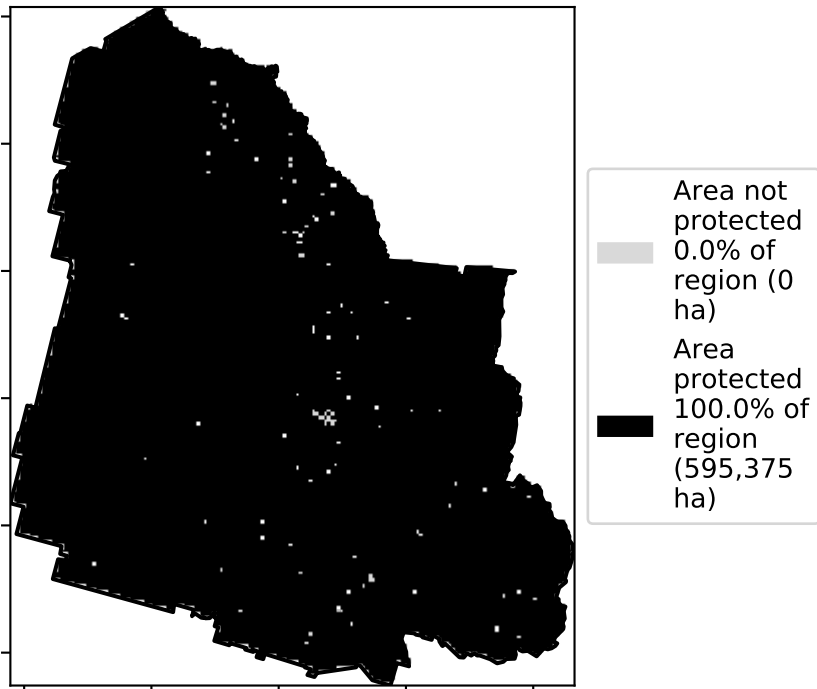 Area not
protected
0.0% of
region (0
ha)
Area
protected
100.0% of
region
(595,375
ha)